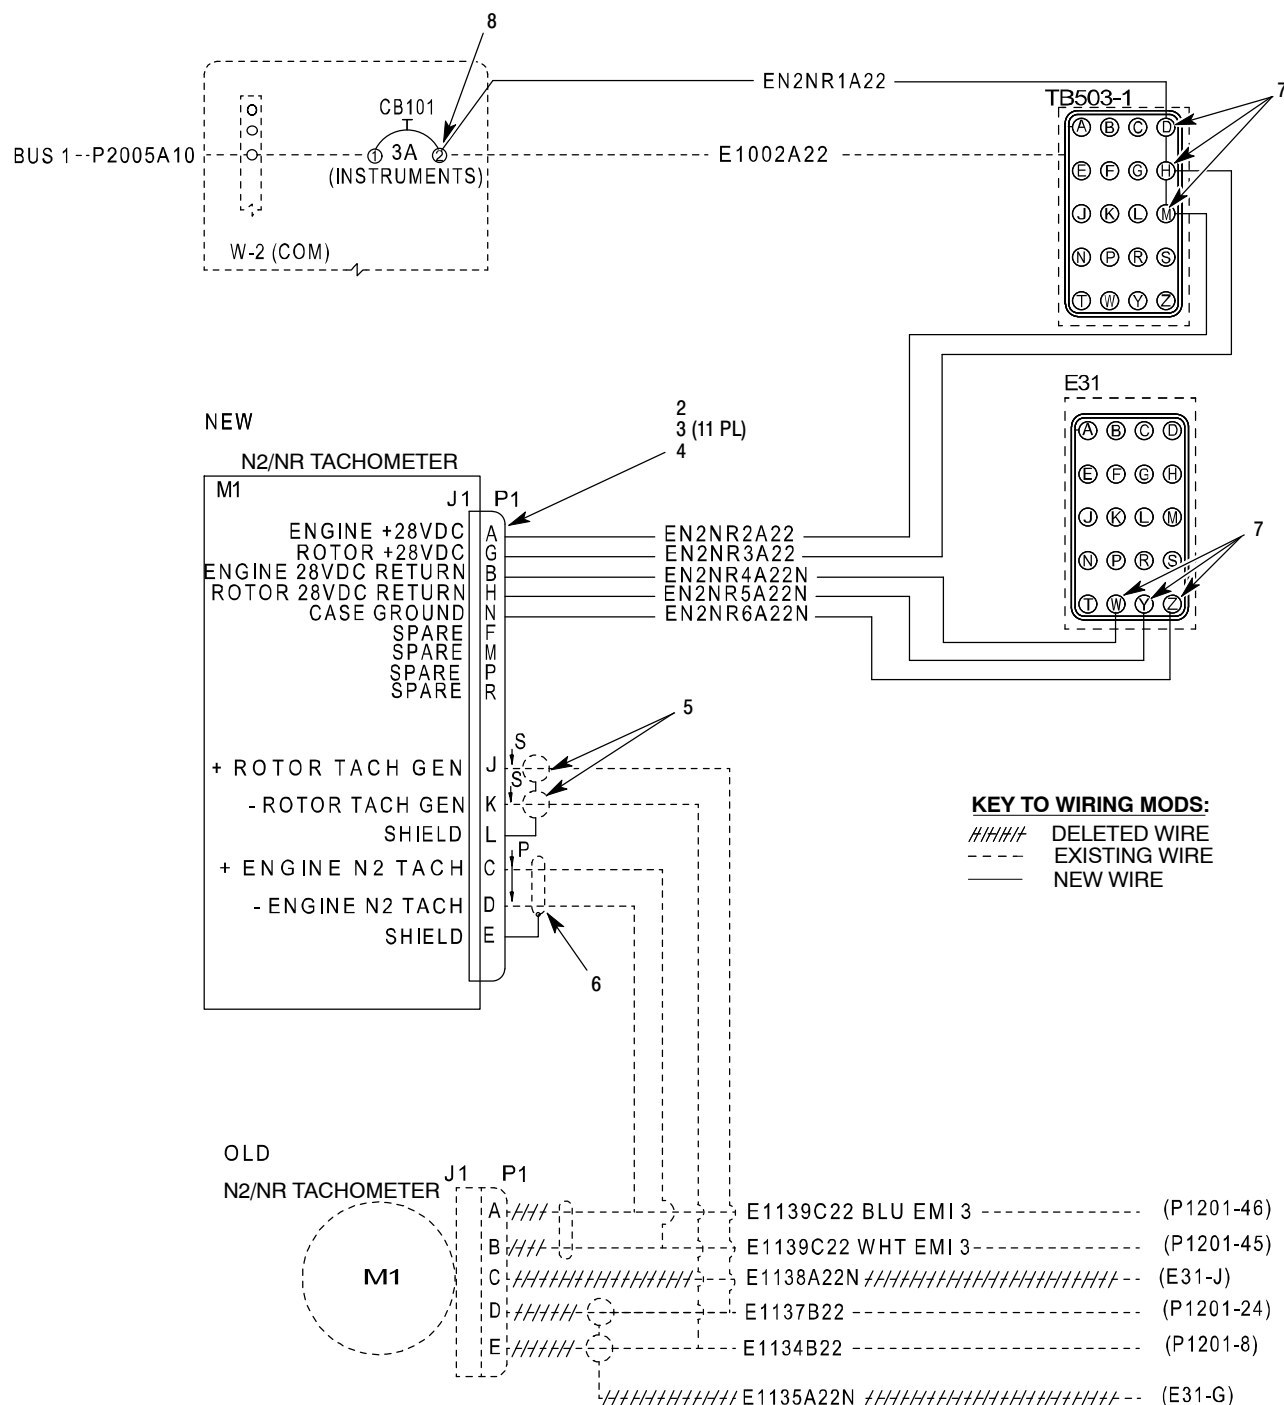 8
EN2NR1A22
7
TB503-1
CB101
A B C D
BUS 1--P2005A10
1 3A 2
E1002A22
(INSTRUMENTS)
E F G H
J K L M
W-2 (COM)
N P R S
T W Y Z
E31
NEW
2
3 (11 PL)
4
A B C D
N2/NR TACHOMETER
M1
J1 P1
E F G H
J K L M
ENGINE +28VDC A EN2NR2A22
ROTOR +28VDC G EN2NR3A22
7
ENGINE 28VDC RETURN B EN2NR4A22N
N P R S
ROTOR 28VDC RETURN H EN2NR5A22N
CASE GROUND N EN2NR6A22N
T W Y Z
SPARE F
SPARE M
SPARE P
SPARE R
5
S
+ ROTOR TACH GEN J
S
- ROTOR TACH GEN K
SHIELD L
P
+ ENGINE N2 TACH C
- ENGINE N2 TACH D
SHIELD E
6
KEY TO WIRING MODS:
DELETED WIRE
EXISTING WIRE
NEW WIRE
OLD
J1 P1
N2/NR TACHOMETER
M1
A E1139C22 BLU EMI 3 (P1201-46)
B E1139C22 WHT EMI 3 (P1201-45)
C E1138A22N (E31-J)
D E1137B22 (P1201-24)
E E1134B22 (P1201-8)
E1135A22N (E31-G)